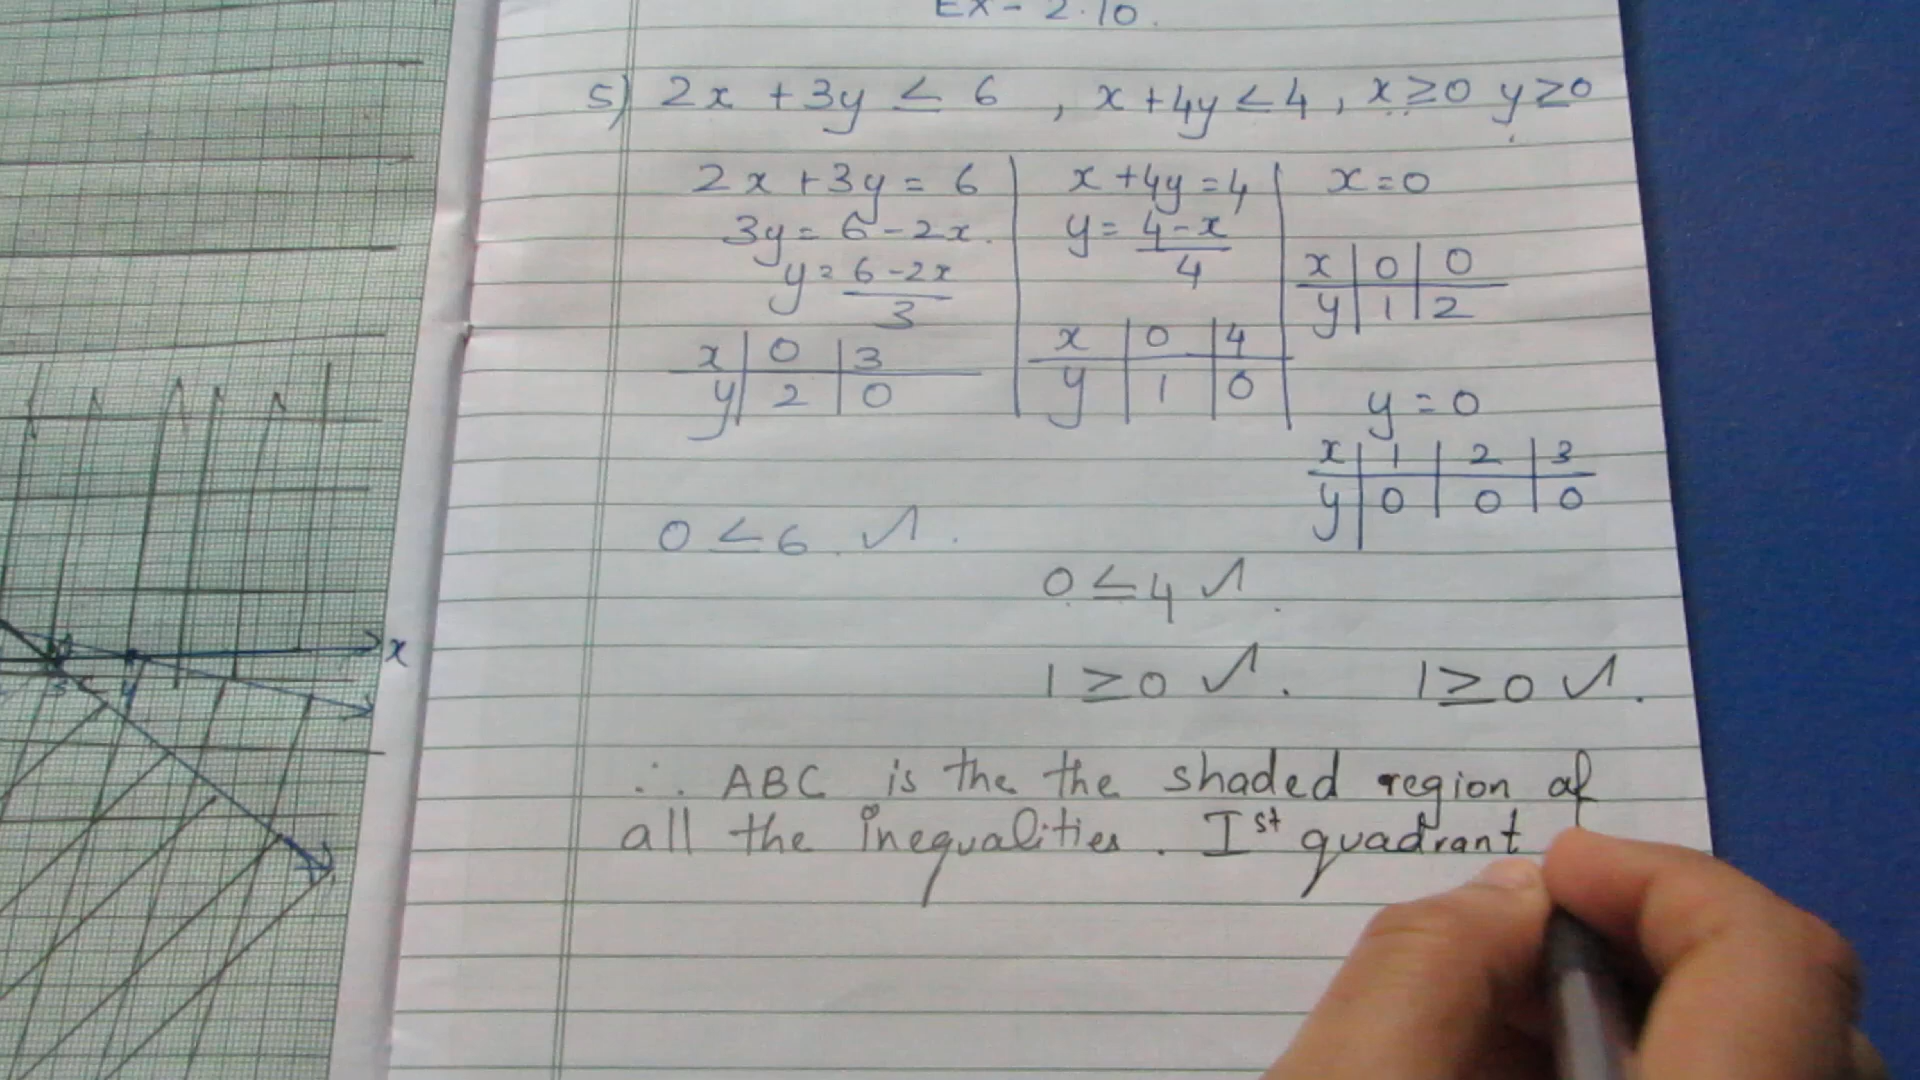 Ex - 2.10.
5) 2x + 3y ≤ 6 , x + 4y ≤ 4 , x ≥ 0 y ≥ 0
2x + 3y = 6
3y = 6 - 2x.
y = 6 - 2x
3
x 0 3
y 2 0
x + 4y = 4
y = 4 - x
4
x 0 4
y 1 0
x = 0
x 0 0
y 1 2
y = 0
x 1 2 3
y 0 0 0
0 ≤ 6 ✓.
0 ≤ 4 ✓.
1 ≥ 0 ✓. 1 ≥ 0 ✓.
∴ ABC is the the shaded region of
all the inequalities. Ist quadrant
x
3 C 4